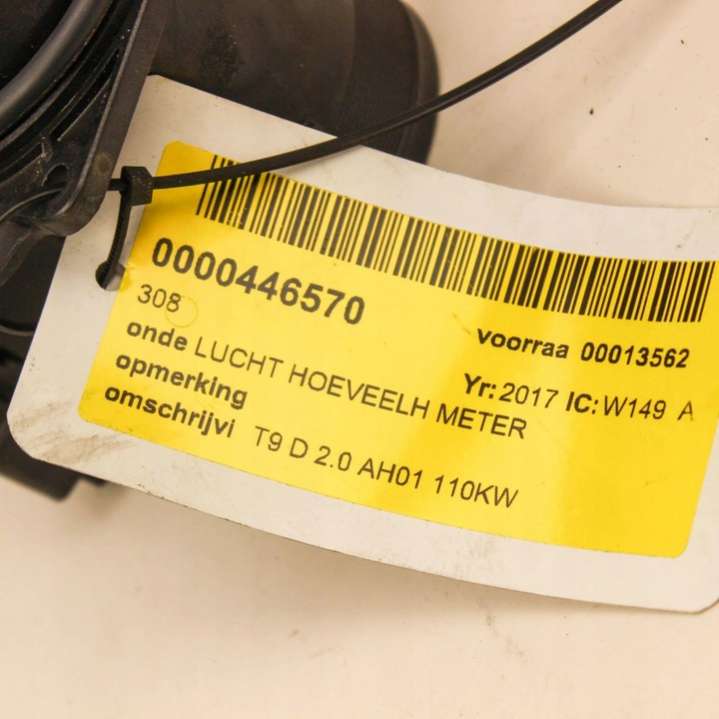 0000446570
308
voorraa 00013562
onde LUCHT HOEVEELH METER
Yr: 2017 IC: W149 A
opmerking
omschrijvi T9 D 2.0 AH01 110KW